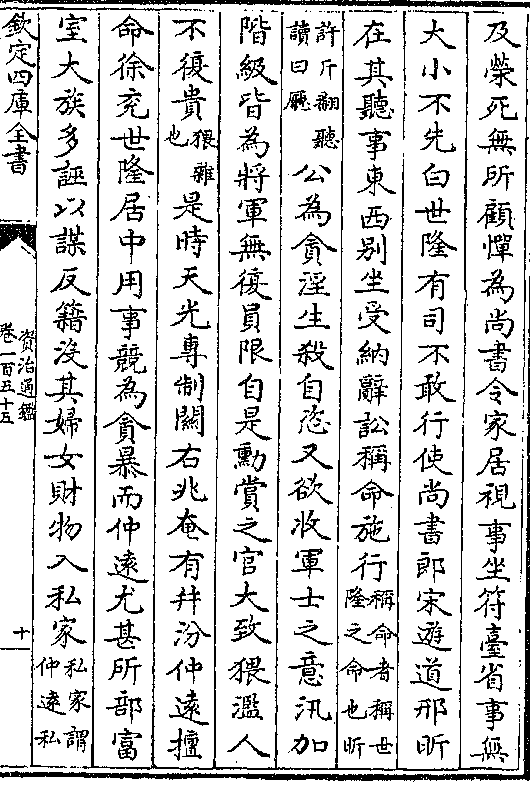 及榮死無所顧憚為尚書令家居視事坐符臺省事無
大小不先白世隆有司不敢行使尚書郎宋遊道邢昕
在其聽事東西別坐受納辭訟稱命施行稱命者稱世隆之命也昕
許斤翻聽讀曰廳公為貪淫生殺自恣又欲收軍士之意汎加
階級皆為將軍無復員限自是勳賞之官大致猥濫人
不復貴猥雜也是時天光專制關右兆奄有幷汾仲遠擅
命徐兖世隆居中用事競為貪暴而仲遠尤甚所部富
室大族多誣以謀反籍沒其婦女財物入私家私家謂仲遠私
欽定四庫全書
資治通鑑
卷一百五十五
十